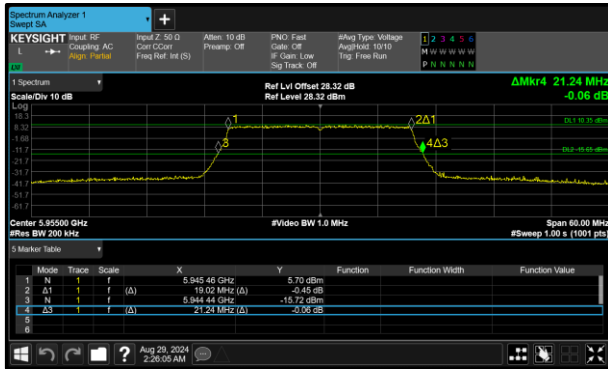 Spectrum Analyzer 1
Swept SA
KEYSIGHT Input: RF Input Z: 50 Ω Atten: 10 dB PNO: Fast #Avg Type: Voltage 1 2 3 4 5 6
L Coupling: AC Corr CCorr Preamp: Off Gate: Off Avg|Hold: 10/10 M W W W W W
Align: Partial Freq Ref: Int (S) IF Gain: Low Trig: Free Run
Sig Track: Off P N N N N N
1 Spectrum Ref Lvl Offset 28.32 dB ΔMkr4 21.24 MHz
Scale/Div 10 dB Ref Level 28.32 dBm -0.06 dB
Log
18.3 1 2Δ1 DL1 10.35 dBm
8.32
-1.68 3 4Δ3
-11.7 DL2 -15.65 dBm
-21.7
-31.7
-41.7
-51.7
-61.7
Center 5.95500 GHz #Video BW 1.0 MHz Span 60.00 MHz
#Res BW 200 kHz #Sweep 1.00 s (1001 pts)
5 Marker Table
Mode Trace Scale X Y Function Function Width Function Value
1 N 1 f 5.945 46 GHz 5.70 dBm
2 Δ1 1 f (Δ) 19.02 MHz (Δ) -0.45 dB
3 N 1 f 5.944 44 GHz -15.72 dBm
4 Δ3 1 f (Δ) 21.24 MHz (Δ) -0.06 dB
5
6
? Aug 29, 2024
2:26:05 AM